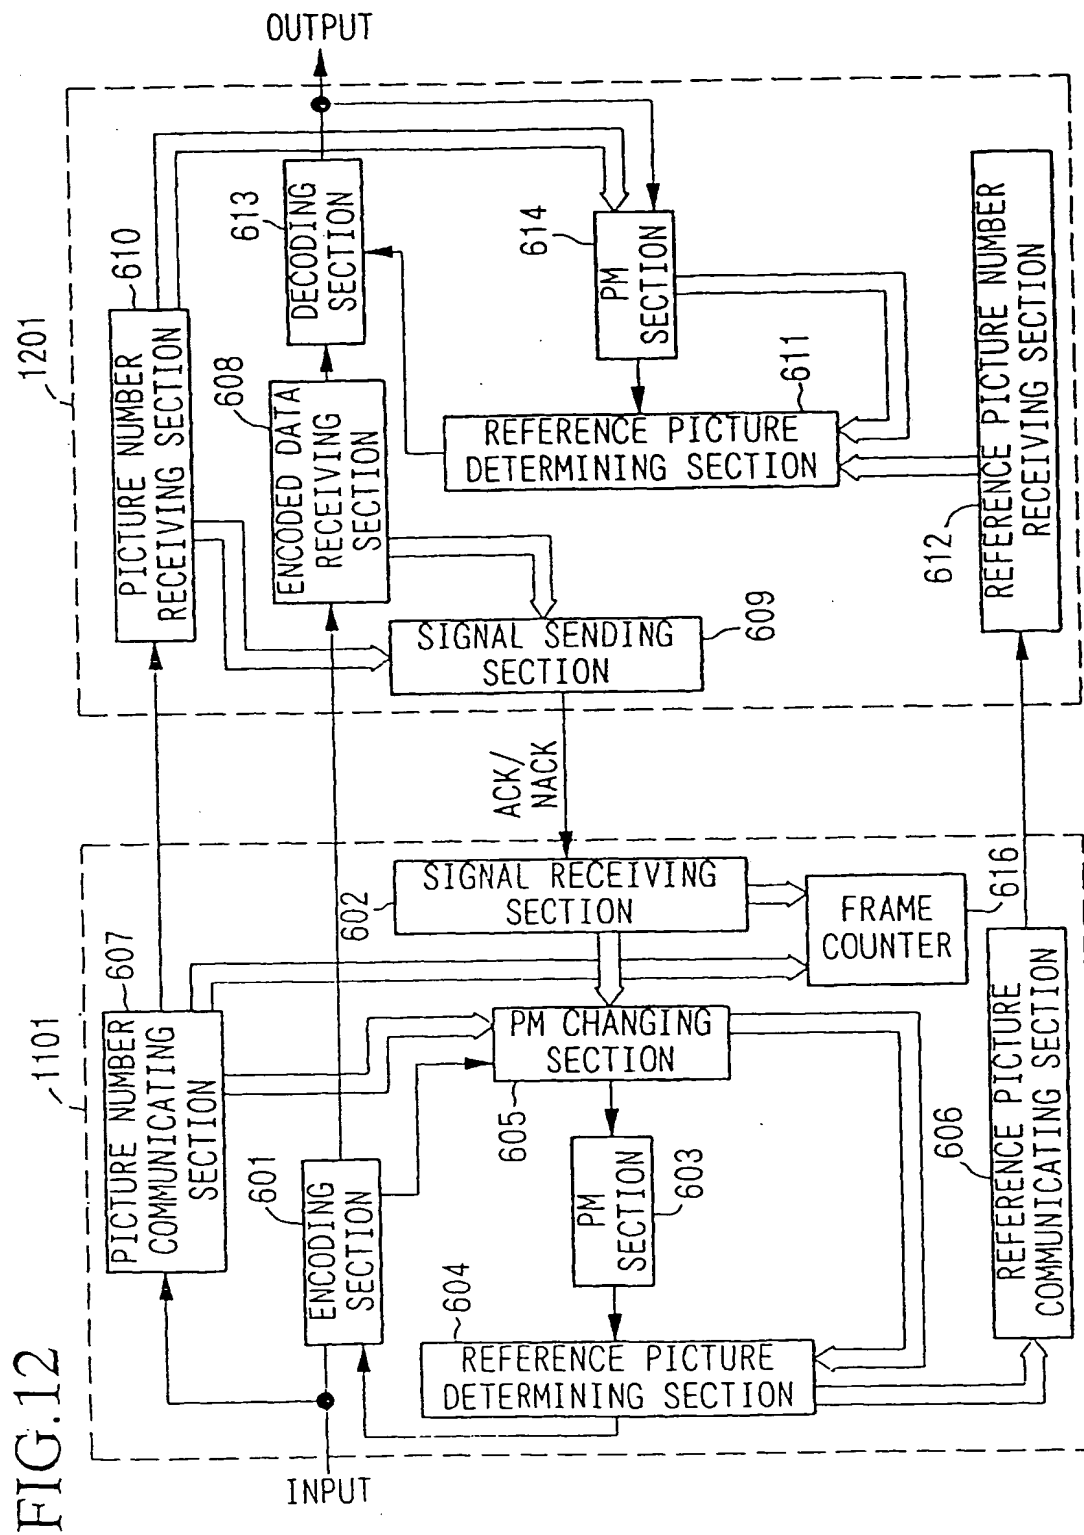 FIG.12
1101
1201
PICTURE NUMBER
COMMUNICATING
SECTION
607
PICTURE NUMBER
RECEIVING SECTION
610
INPUT
ENCODING
SECTION
601
ENCODED DATA
RECEIVING
SECTION
608
DECODING
SECTION
613
OUTPUT
SIGNAL RECEIVING
SECTION
602
ACK/
NACK
SIGNAL SENDING
SECTION
609
PM CHANGING
SECTION
605
FRAME
COUNTER
616
PM
SECTION
603
PM
SECTION
614
REFERENCE PICTURE
DETERMINING SECTION
604
REFERENCE PICTURE
DETERMINING SECTION
611
REFERENCE PICTURE
COMMUNICATING SECTION
606
REFERENCE PICTURE NUMBER
RECEIVING SECTION
612